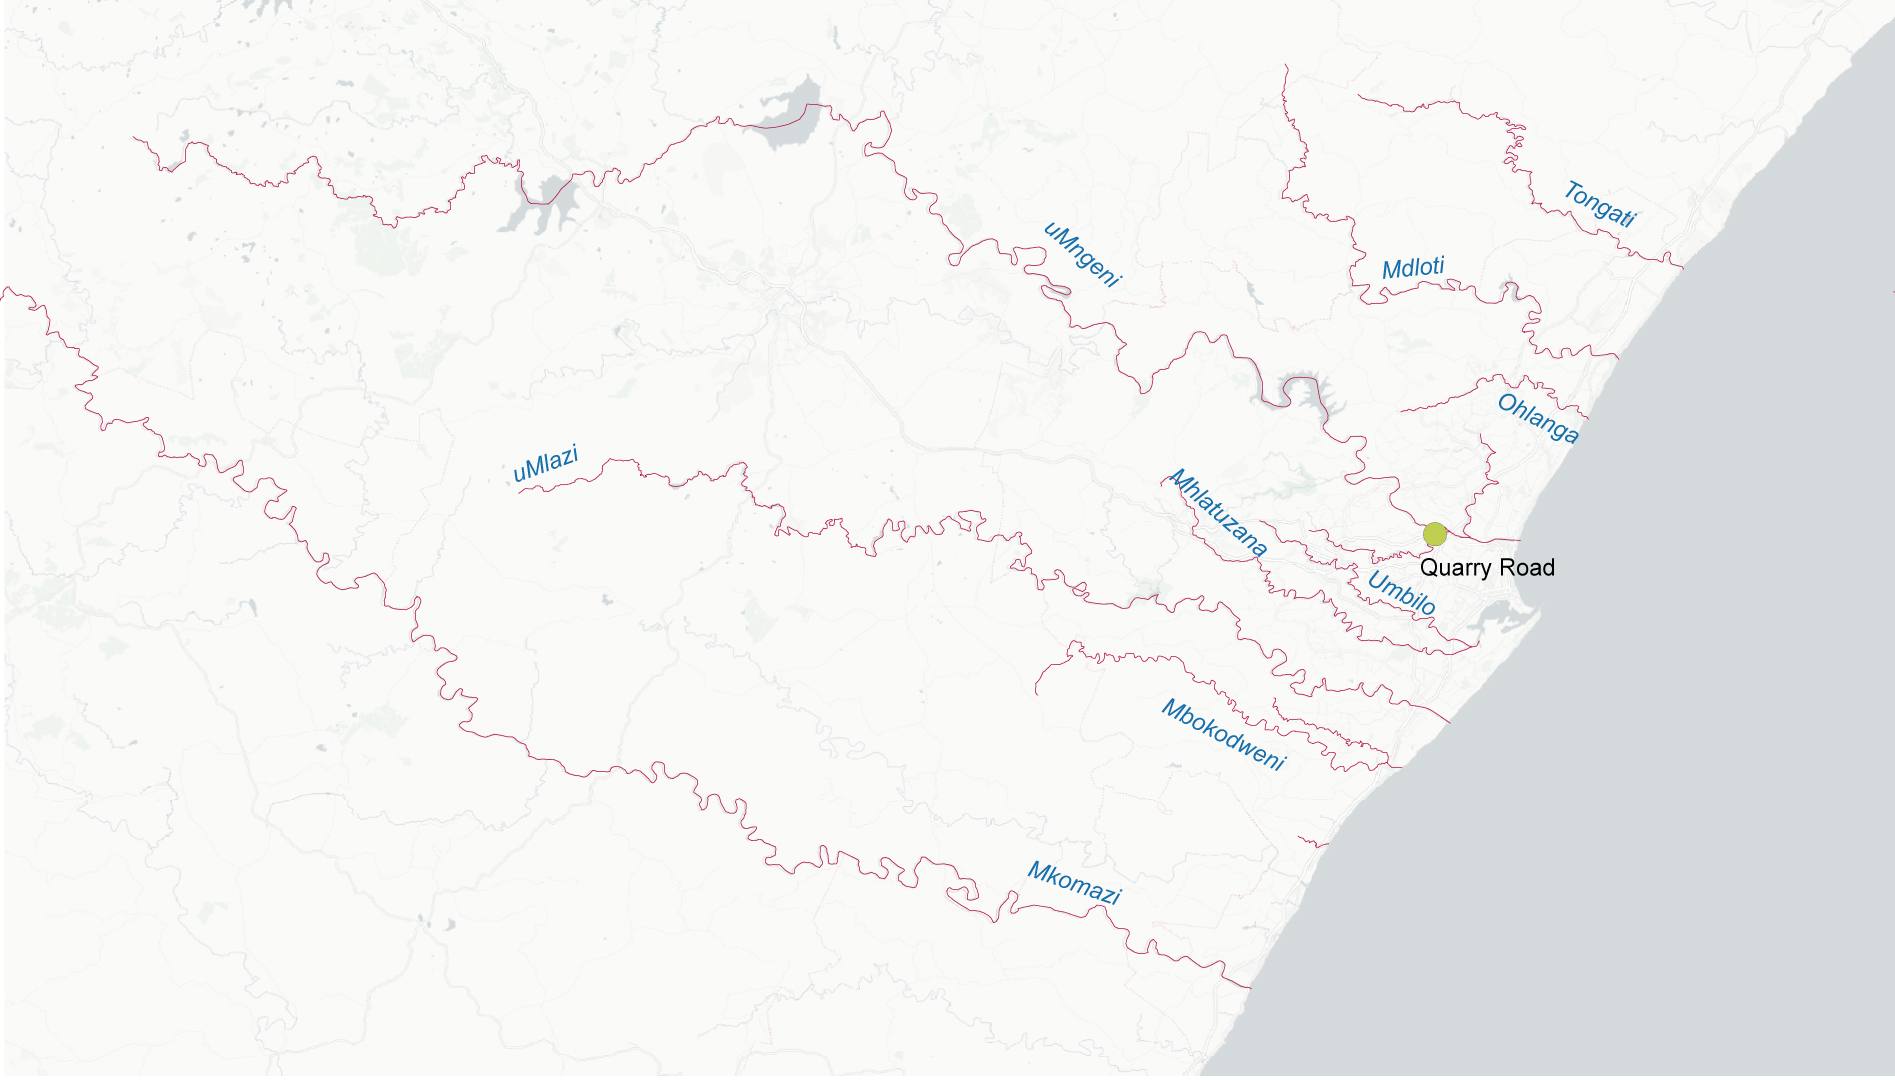 Tongati
uMngeni
Mdloti
Ohlanga
uMlazi
Mhlatuzana
Quarry Road
Umbilo
Mbokodweni
Mkomazi